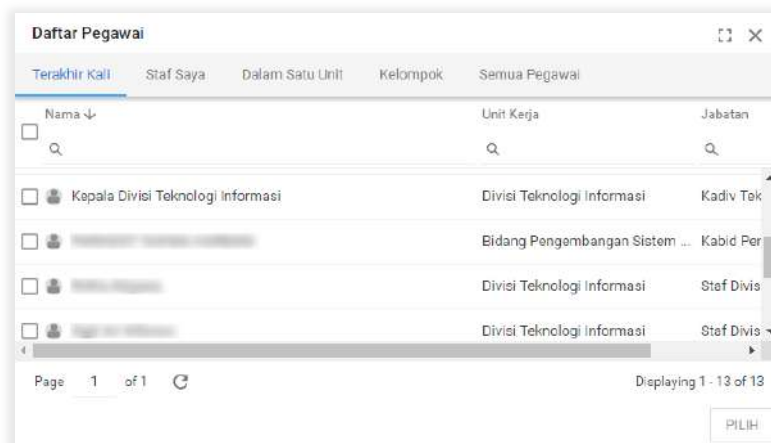 Daftar Pegawai
Terakhir Kali Staf Saya Dalam Satu Unit Kelompok Semua Pegawai
Nama Unit Kerja Jabatan
Kepala Divisi Teknologi Informasi Divisi Teknologi Informasi Kadiv Tek
Bidang Pengembangan Sistem ... Kabid Per
Divisi Teknologi Informasi Staf Divis
Divisi Teknologi Informasi Staf Divis
Page 1 of 1 Displaying 1 - 13 of 13
PILIH